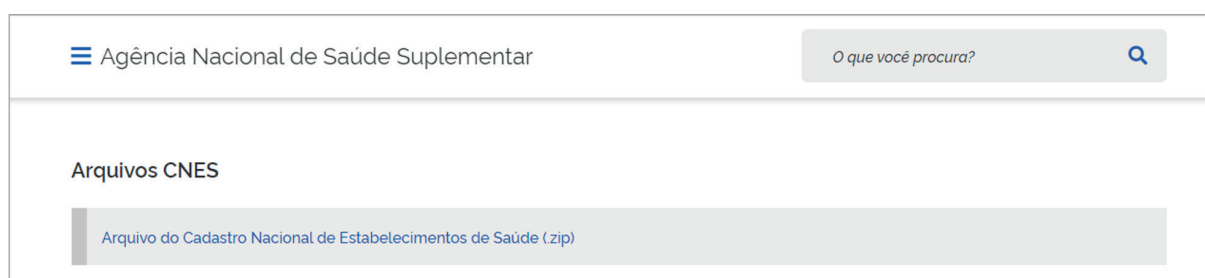 Agência Nacional de Saúde Suplementar
O que você procura?
Arquivos CNES
Arquivo do Cadastro Nacional de Estabelecimentos de Saúde (.zip)